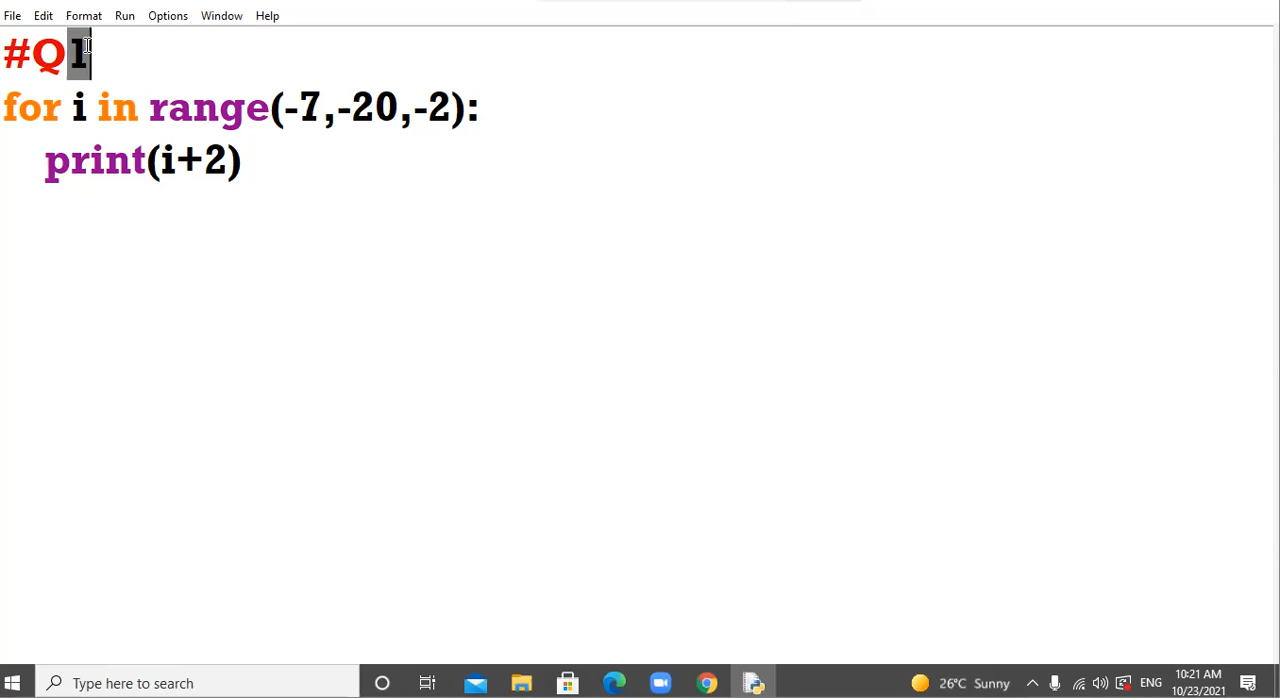 File Edit Format Run Options Window Help
#Q1
for i in range(-7,-20,-2):
    print(i+2)
Type here to search 26°C Sunny ENG 10:21 AM
10/23/2021